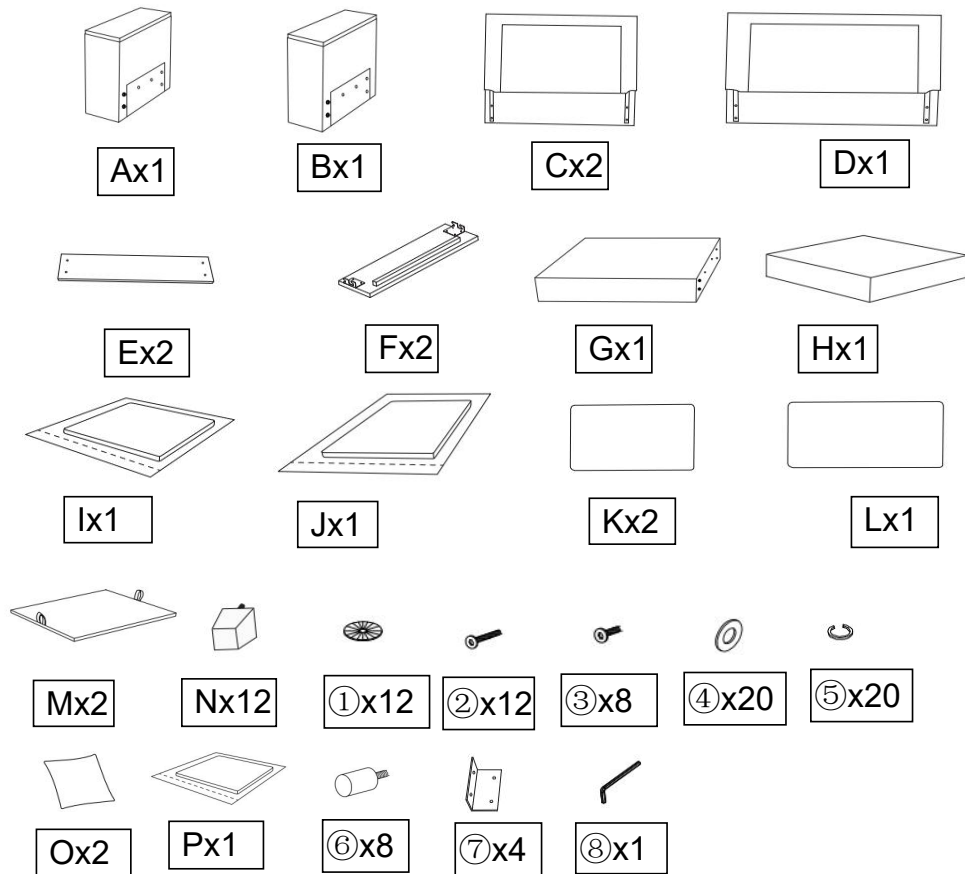 Ax1 Bx1 Cx2 Dx1
Ex2 Fx2 Gx1 Hx1
Ix1 Jx1 Kx2 Lx1
Mx2 Nx12 ①x12 ②x12 ③x8 ④x20 ⑤x20
Ox2 Px1 ⑥x8 ⑦x4 ⑧x1